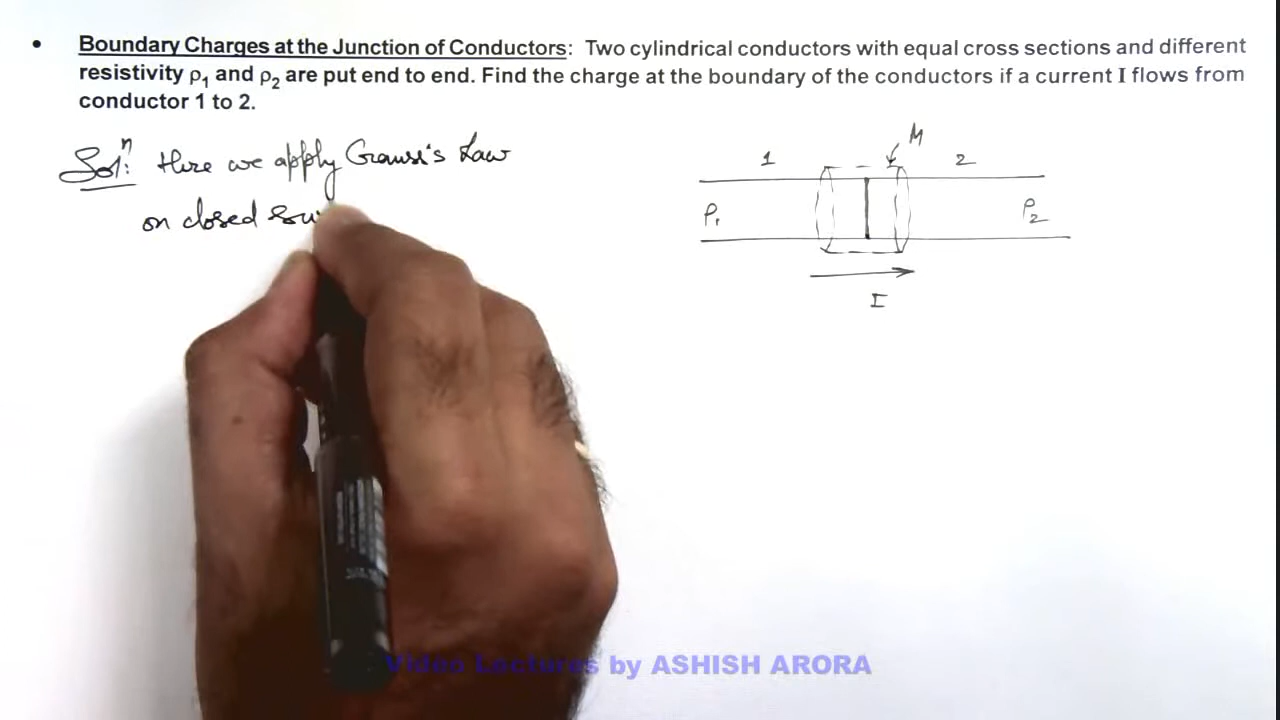 • Boundary Charges at the Junction of Conductors: Two cylindrical conductors with equal cross sections and different
resistivity ρ₁ and ρ₂ are put end to end. Find the charge at the boundary of the conductors if a current I flows from
conductor 1 to 2.
Solⁿ: Here we apply Gauss's Law
on closed su
M
1
2
ρ₁
ρ₂
I
Video Lectures by ASHISH ARORA